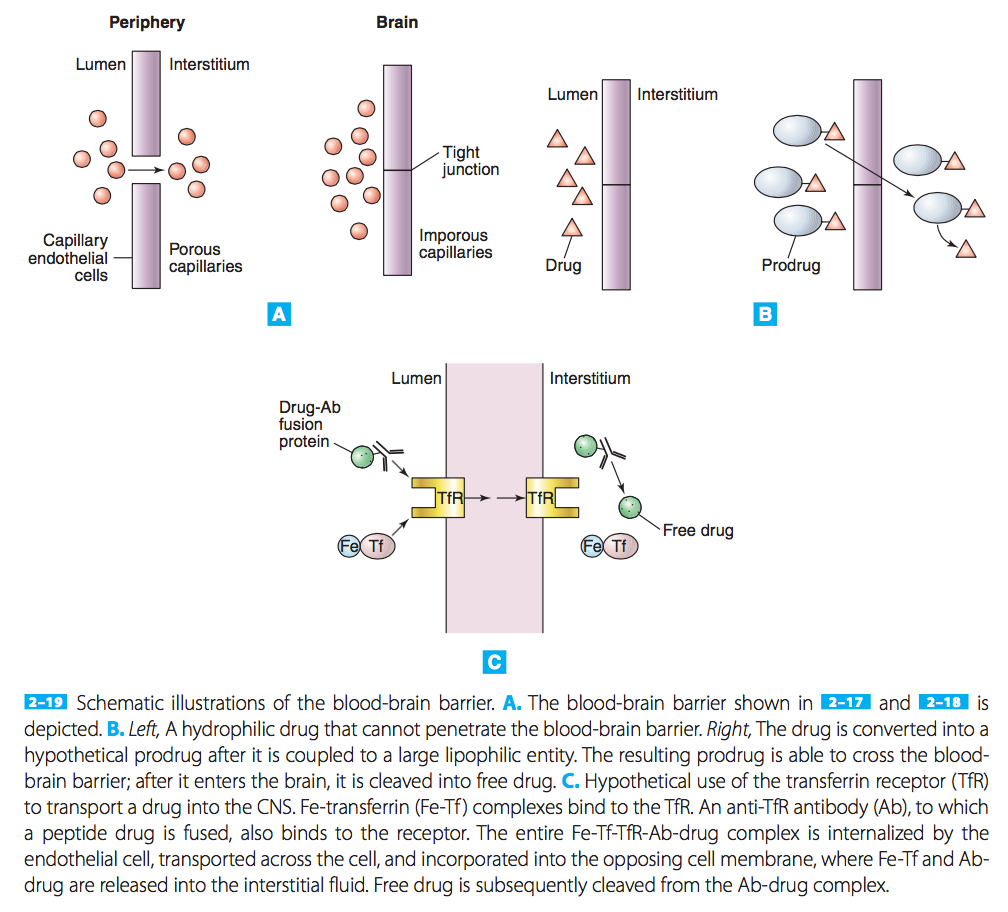 Periphery
Brain
Lumen
Interstitium
Capillary
endothelial
cells
Porous
capillaries
Tight
junction
Imporous
capillaries
A
Lumen
Interstitium
Drug
Prodrug
B
Lumen
Interstitium
Drug-Ab
fusion
protein
TfR
TfR
Fe Tf
Fe Tf
Free drug
C
2-19 Schematic illustrations of the blood-brain barrier. A. The blood-brain barrier shown in 2-17 and 2-18 is
depicted. B. Left, A hydrophilic drug that cannot penetrate the blood-brain barrier. Right, The drug is converted into a
hypothetical prodrug after it is coupled to a large lipophilic entity. The resulting prodrug is able to cross the blood-
brain barrier; after it enters the brain, it is cleaved into free drug. C. Hypothetical use of the transferrin receptor (TfR)
to transport a drug into the CNS. Fe-transferrin (Fe-Tf) complexes bind to the TfR. An anti-TfR antibody (Ab), to which
a peptide drug is fused, also binds to the receptor. The entire Fe-Tf-TfR-Ab-drug complex is internalized by the
endothelial cell, transported across the cell, and incorporated into the opposing cell membrane, where Fe-Tf and Ab-
drug are released into the interstitial fluid. Free drug is subsequently cleaved from the Ab-drug complex.